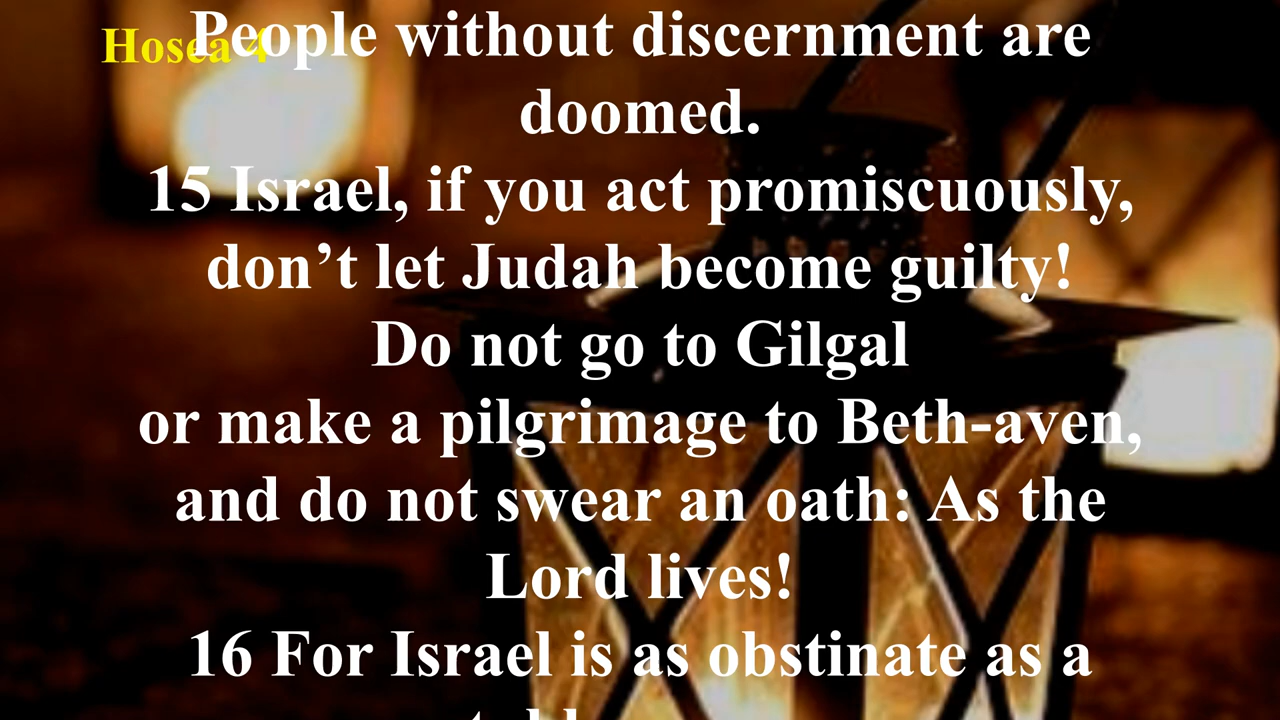 Hosea 4
People without discernment are
doomed.
15 Israel, if you act promiscuously,
don’t let Judah become guilty!
Do not go to Gilgal
or make a pilgrimage to Beth-aven,
and do not swear an oath: As the
Lord lives!
16 For Israel is as obstinate as a